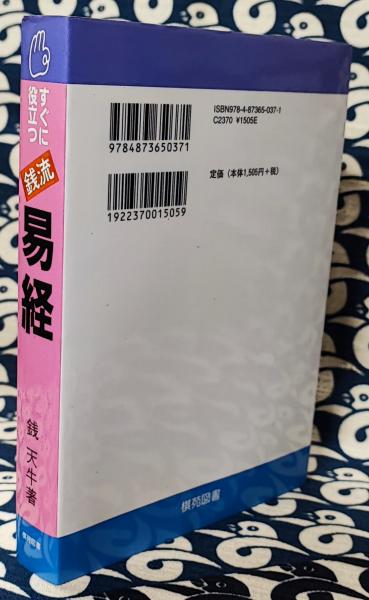 すぐに
役立つ
銭流
易経
銭 天牛著
棋苑図書
ISBN978-4-87365-037-1
C2370 ¥1505E
9784873650371
定価（本体1,505円＋税）
1922370015059
棋苑図書